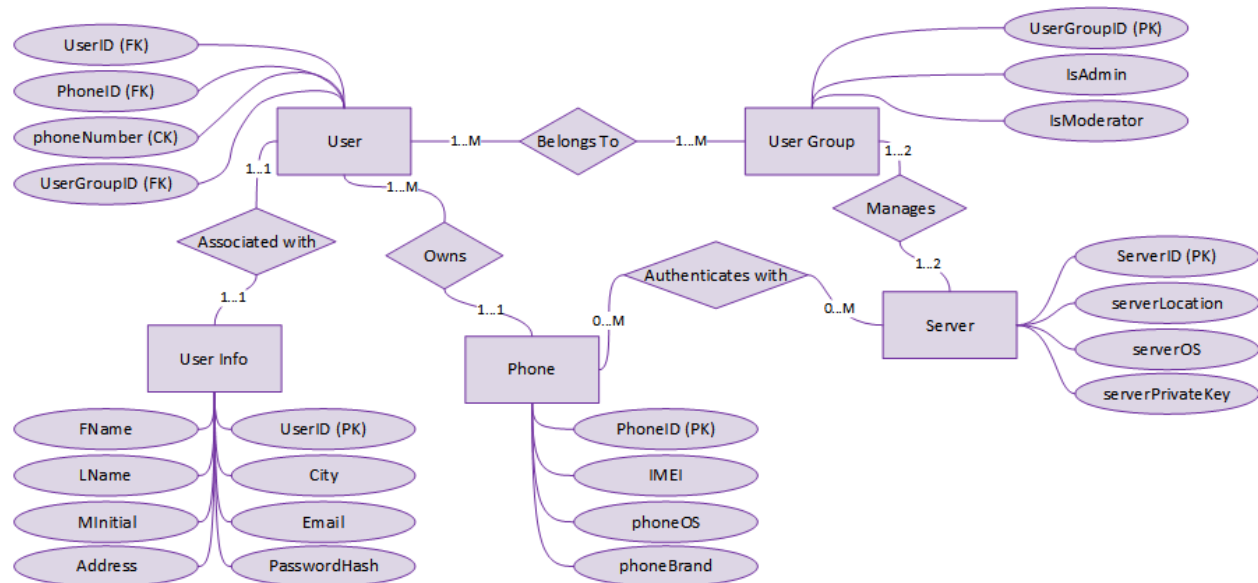 UserID (FK)
PhoneID (FK)
phoneNumber (CK)
UserGroupID (FK)
User
1...M
Belongs To
1...M
User Group
UserGroupID (PK)
IsAdmin
IsModerator
1...1
Associated with
1...1
1...M
Owns
1...1
1...2
Manages
1...2
Authenticates with
0...M
0...M
Server
ServerID (PK)
serverLocation
serverOS
serverPrivateKey
User Info
FName
LName
MInitial
Address
UserID (PK)
City
Email
PasswordHash
Phone
PhoneID (PK)
IMEI
phoneOS
phoneBrand